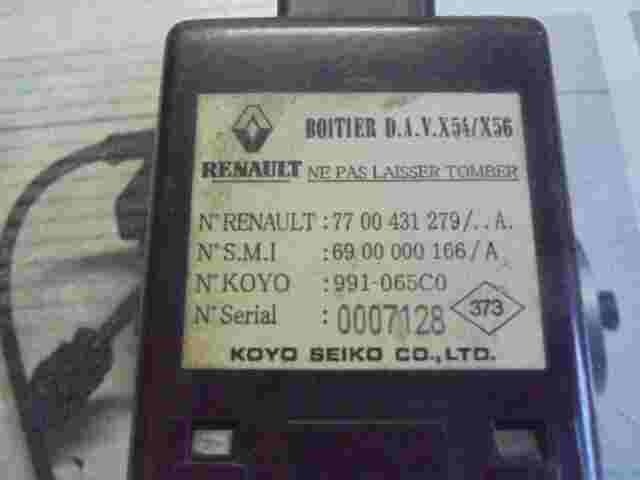 BOITIER D.A.V.X54/X56
RENAULT NE PAS LAISSER TOMBER
N° RENAULT : 77 00 431 279/..A.
N° S.M.I : 69 00 000 166/A
N° KOYO : 991-065C0
N° Serial : 0007128
373
KOYO SEIKO CO.,LTD.